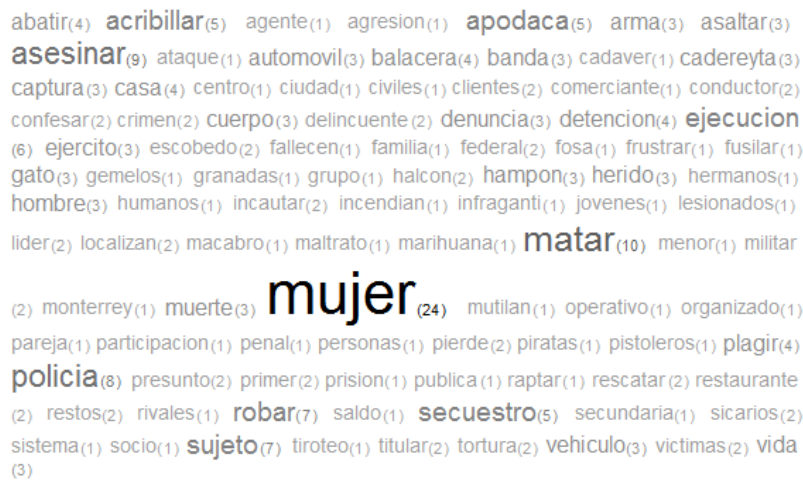 abatir(4) acribillar(5) agente(1) agresion(1) apodaca(5) arma(3) asaltar(3)
asesinar(9) ataque(1) automovil(3) balacera(4) banda(3) cadaver(1) cadereyta(3)
captura(3) casa(4) centro(1) ciudad(1) civiles(1) clientes(2) comerciante(1) conductor(2)
confesar(2) crimen(2) cuerpo(3) delincuente(2) denuncia(3) detencion(4) ejecucion
(6) ejercito(3) escobedo(2) fallecen(1) familia(1) federal(2) fosa(1) frustrar(1) fusilar(1)
gato(3) gemelos(1) granadas(1) grupo(1) halcon(2) hampon(3) herido(3) hermanos(1)
hombre(3) humanos(1) incautar(2) incendian(1) infraganti(1) jovenes(1) lesionados(1)
lider(2) localizan(2) macabro(1) maltrato(1) marihuana(1) matar(10) menor(1) militar
(2) monterrey(1) muerte(3) mujer(24) mutilan(1) operativo(1) organizado(1)
pareja(1) participacion(1) penal(1) personas(1) pierde(2) piratas(1) pistoleros(1) plagir(4)
policia(8) presunto(2) primer(2) prision(1) publica(1) raptar(1) rescatar(2) restaurante
(2) restos(2) rivales(1) robar(7) saldo(1) secuestro(5) secundaria(1) sicarios(2)
sistema(1) socio(1) sujeto(7) tiroteo(1) titular(2) tortura(2) vehiculo(3) victimas(2) vida
(3)